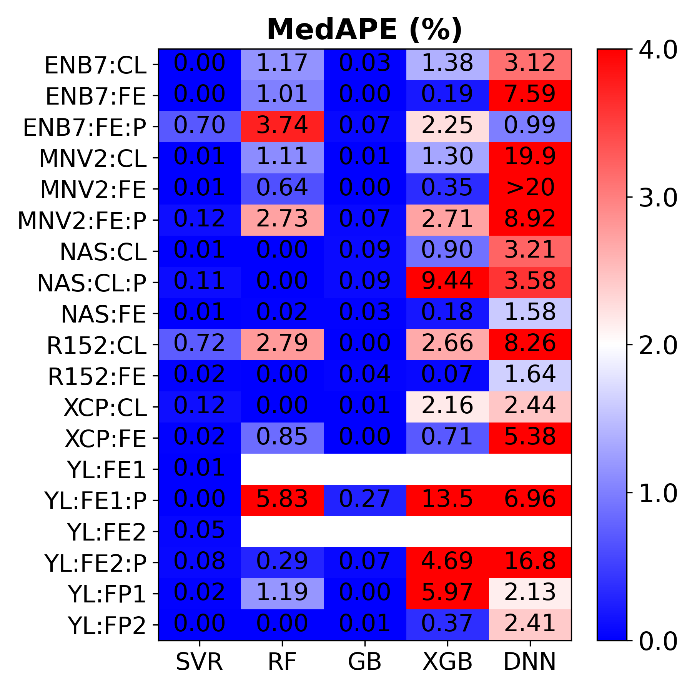 MedAPE (%)
ENB7:CL 0.00 1.17 0.03 1.38 3.12
ENB7:FE 0.00 1.01 0.00 0.19 7.59
ENB7:FE:P 0.70 3.74 0.07 2.25 0.99
MNV2:CL 0.01 1.11 0.01 1.30 19.9
MNV2:FE 0.01 0.64 0.00 0.35 >20
MNV2:FE:P 0.12 2.73 0.07 2.71 8.92
NAS:CL 0.01 0.00 0.09 0.90 3.21
NAS:CL:P 0.11 0.00 0.09 9.44 3.58
NAS:FE 0.01 0.02 0.03 0.18 1.58
R152:CL 0.72 2.79 0.00 2.66 8.26
R152:FE 0.02 0.00 0.04 0.07 1.64
XCP:CL 0.12 0.00 0.01 2.16 2.44
XCP:FE 0.02 0.85 0.00 0.71 5.38
YL:FE1 0.01
YL:FE1:P 0.00 5.83 0.27 13.5 6.96
YL:FE2 0.05
YL:FE2:P 0.08 0.29 0.07 4.69 16.8
YL:FP1 0.02 1.19 0.00 5.97 2.13
YL:FP2 0.00 0.00 0.01 0.37 2.41
SVR RF GB XGB DNN
4.0
3.0
2.0
1.0
0.0